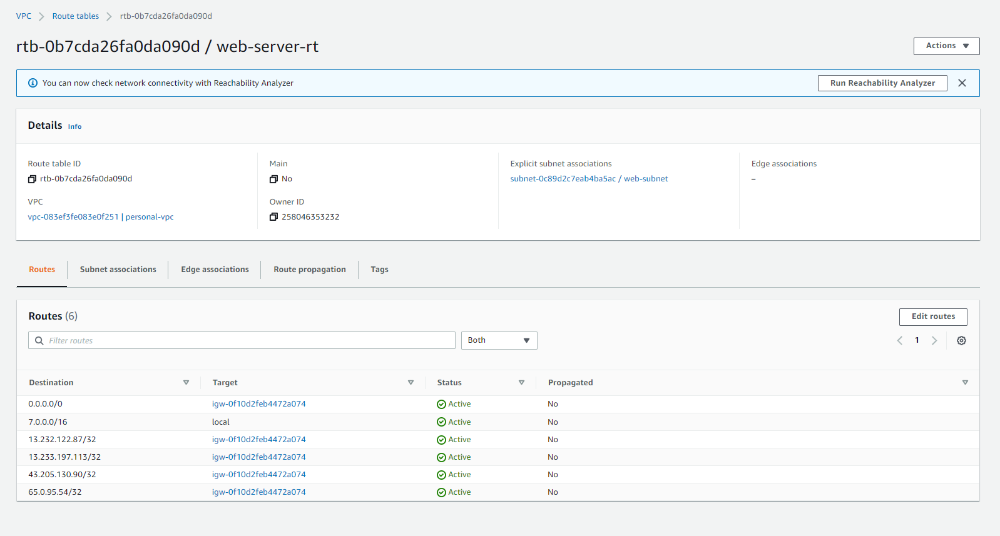 VPC > Route tables > rtb-0b7cda26fa0da090d
rtb-0b7cda26fa0da090d / web-server-rt
Actions
You can now check network connectivity with Reachability Analyzer
Run Reachability Analyzer
Details Info
Route table ID
rtb-0b7cda26fa0da090d
Main
No
Explicit subnet associations
subnet-0c89d2c7eab4ba5ac / web-subnet
Edge associations
–
VPC
vpc-083ef3fe083e0f251 | personal-vpc
Owner ID
258046353232
Routes Subnet associations Edge associations Route propagation Tags
Routes (6)
Edit routes
Filter routes
Both
1
Destination Target Status Propagated
0.0.0.0/0 igw-0f10d2feb4472a074 Active No
7.0.0.0/16 local Active No
13.232.122.87/32 igw-0f10d2feb4472a074 Active No
13.233.197.113/32 igw-0f10d2feb4472a074 Active No
43.205.130.90/32 igw-0f10d2feb4472a074 Active No
65.0.95.54/32 igw-0f10d2feb4472a074 Active No